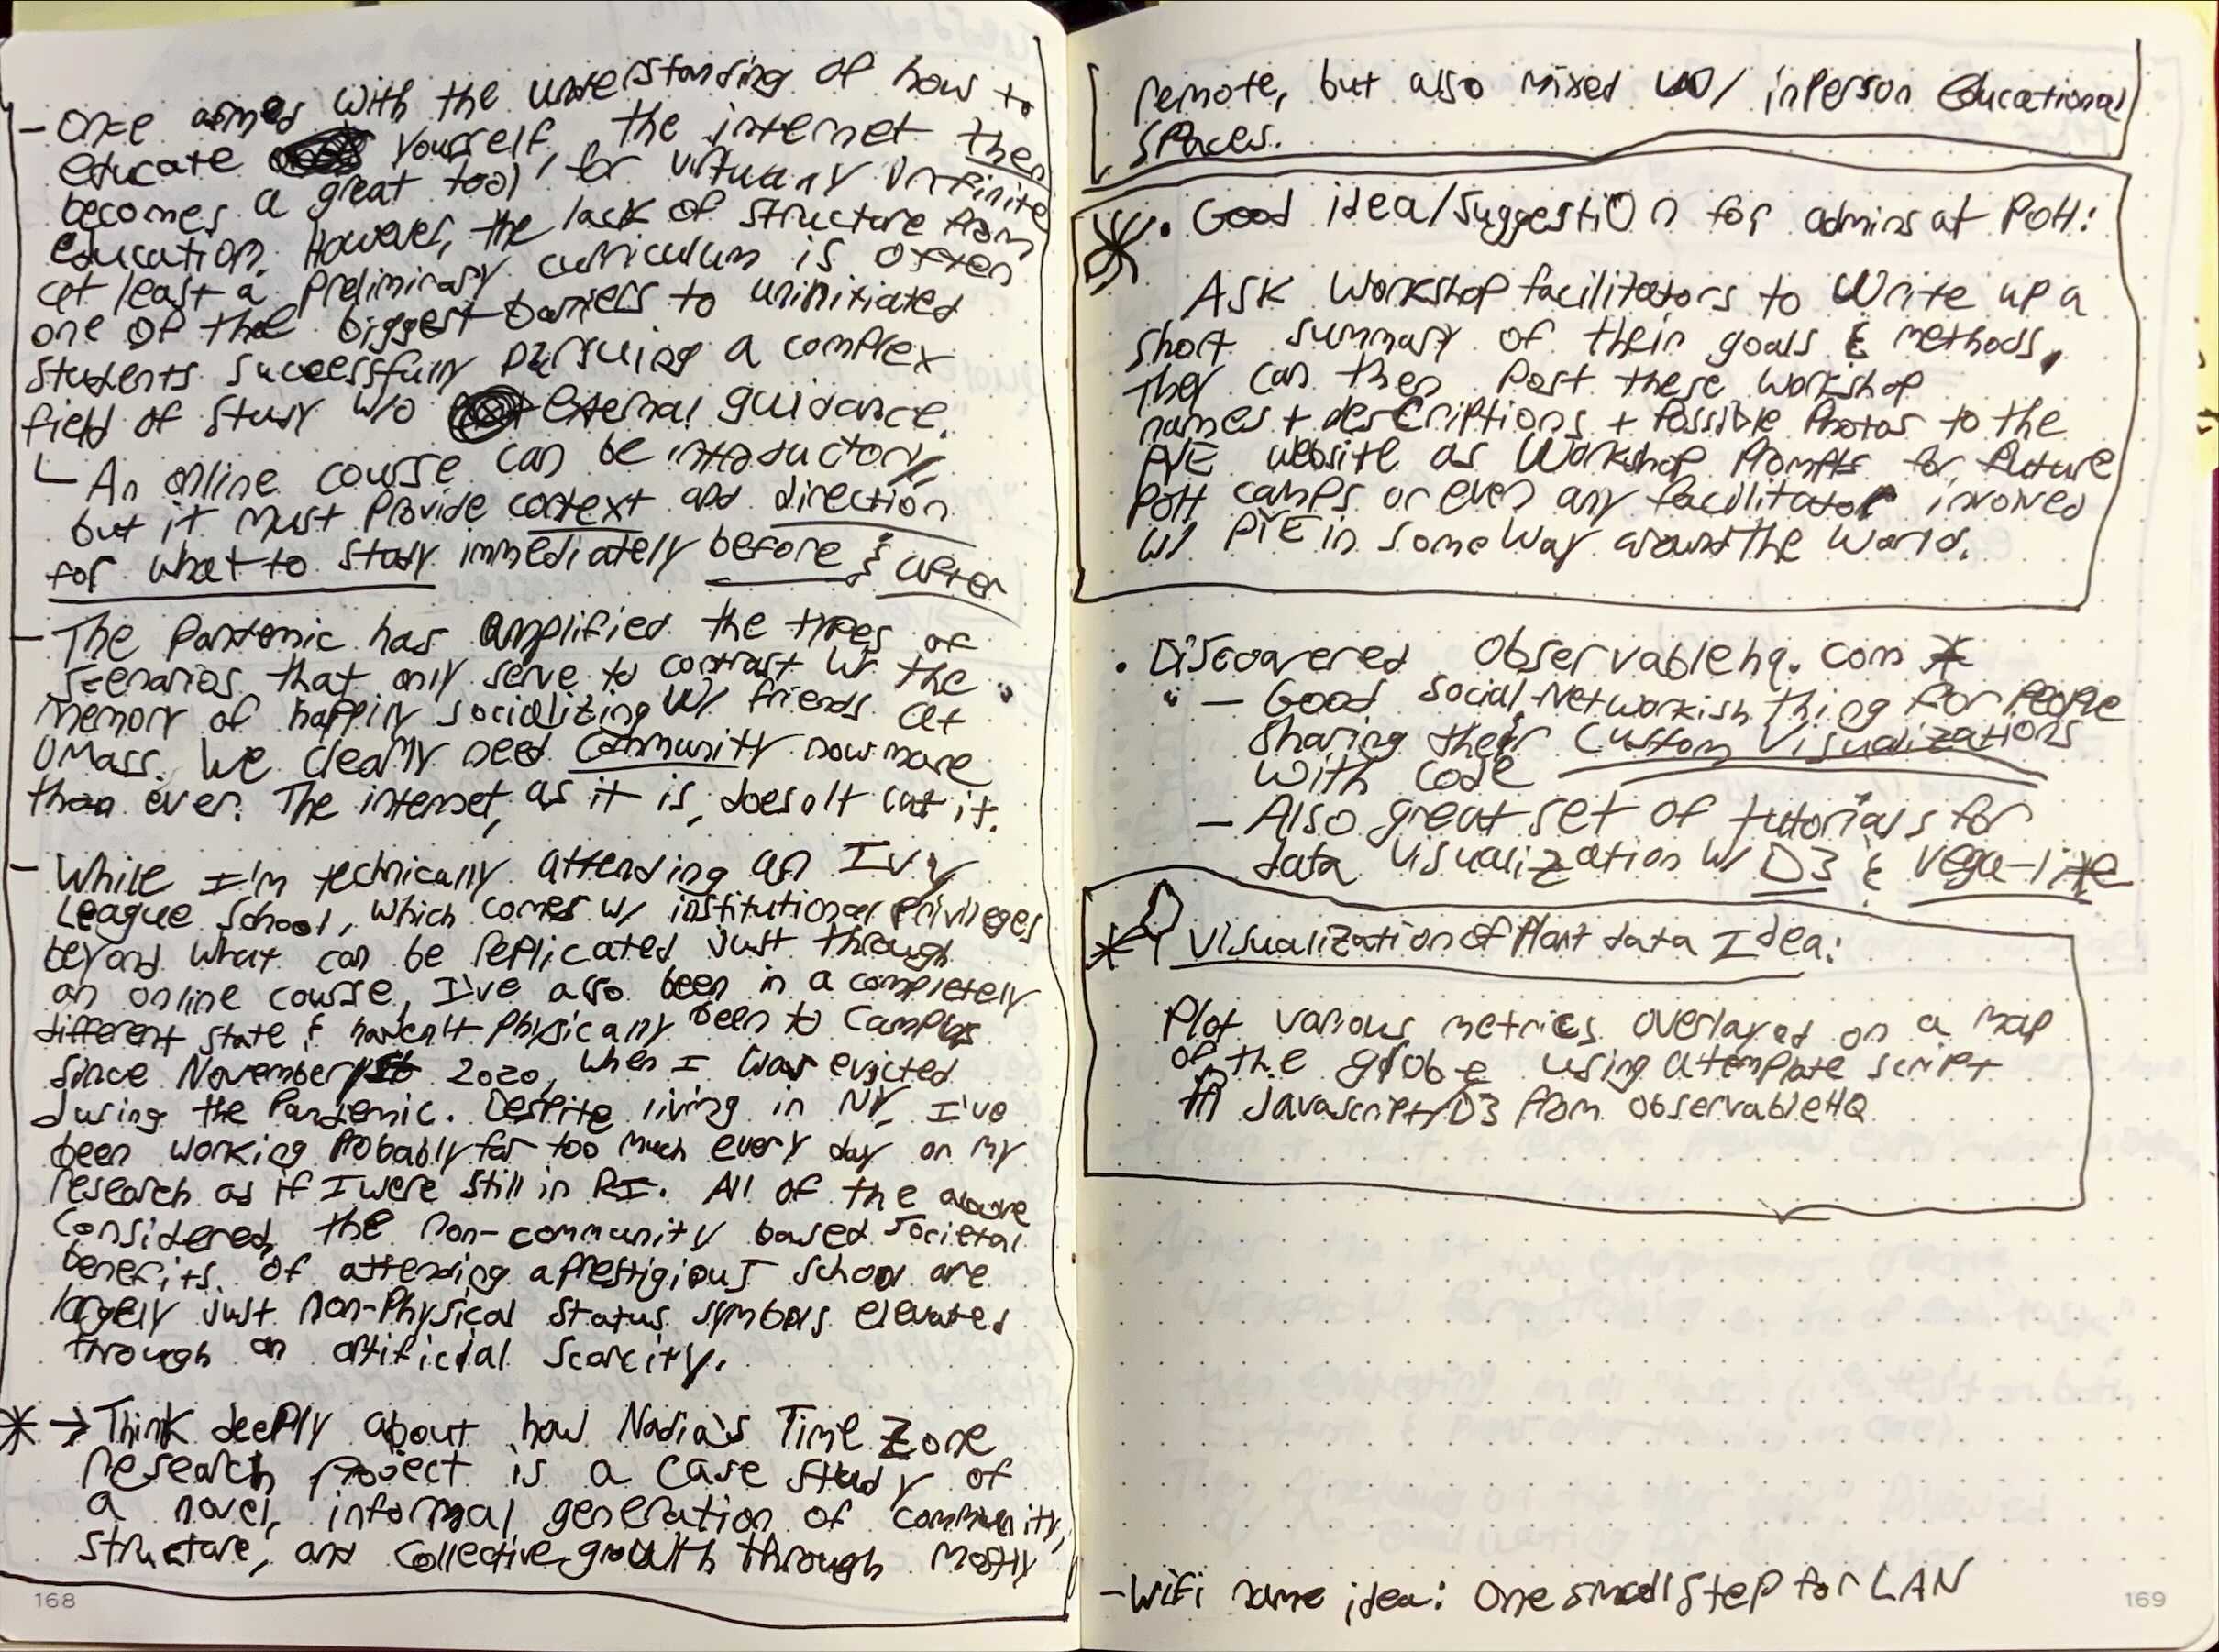 - Once armed with the understanding of how to
educate yourself, the internet then
becomes a great tool for virtually infinite
education. However, the lack of structure from
at least a preliminary curriculum is often
one of the biggest barriers to uninitiated
students successfully pursuing a complex
field of study w/o external guidance.
└ An online course can be introductory,
but it must provide context and direction
for what to study immediately before & after
- The pandemic has amplified the types of
scenarios that only serve to contrast w/ the
memory of happily socializing w/ friends at
UMass. We clearly need community now more
than ever. The internet, as it is, doesn't cut it.
- While I'm technically attending an Ivy
League School, which comes w/ institutional privileges
beyond what can be replicated just through
an online course, I've also been in a completely
different state & haven't physically been to campus
since November 2020, when I was evicted
during the pandemic. Despite living in NY, I've
been working probably far too much every day on my
research as if I were still in RI. All of the above
considered, the non-community based societal
benefits of attending a prestigious school are
largely just non-physical status symbols elevated
through an artificial scarcity.
* → Think deeply about how Nadia's Time Zone
research project is a case study of
a novel, informal generation of community,
structure, and collective growth through mostly
168
remote, but also mixed w/ inperson educational
spaces.
* • Good idea/suggestion for admins at PoH:
Ask workshop facilitators to write up a
short summary of their goals & methods,
they can then post these workshop
names + descriptions + possible photos to the
PYE website as workshop prompts for future
PoH camps or even any facilitator involved
w/ PYE in some way around the world.
• Discovered observablehq.com *
- Good social-networkish thing for people
sharing their custom visualizations
with code
- Also great set of tutorials for
data visualization w/ D3 & Vega-lite
* Visualization of Plant data Idea:
Plot various metrics overlayed on a map
of the globe using a template script
in Javascript/D3 from observableHQ
- WiFi name idea: One small step for LAN
169